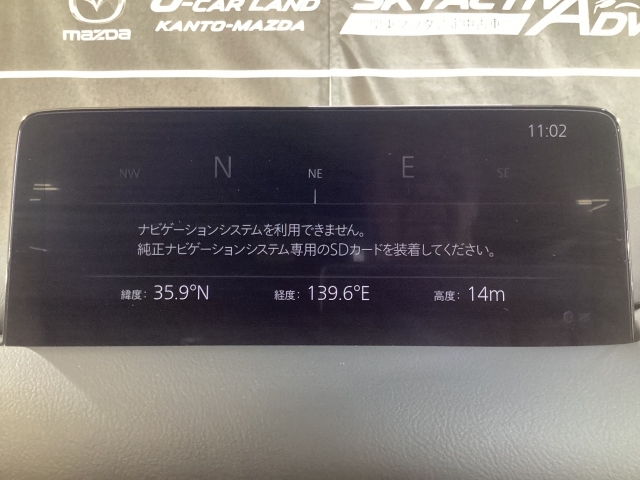 mazda
U-CAR LAND
KANTO-MAZDA
SKYACTIV
ADV
11:02
NW N NE E SE
ナビゲーションシステムを利用できません。
純正ナビゲーションシステム専用のSDカードを装着してください。
緯度: 35.9°N 経度: 139.6°E 高度: 14m